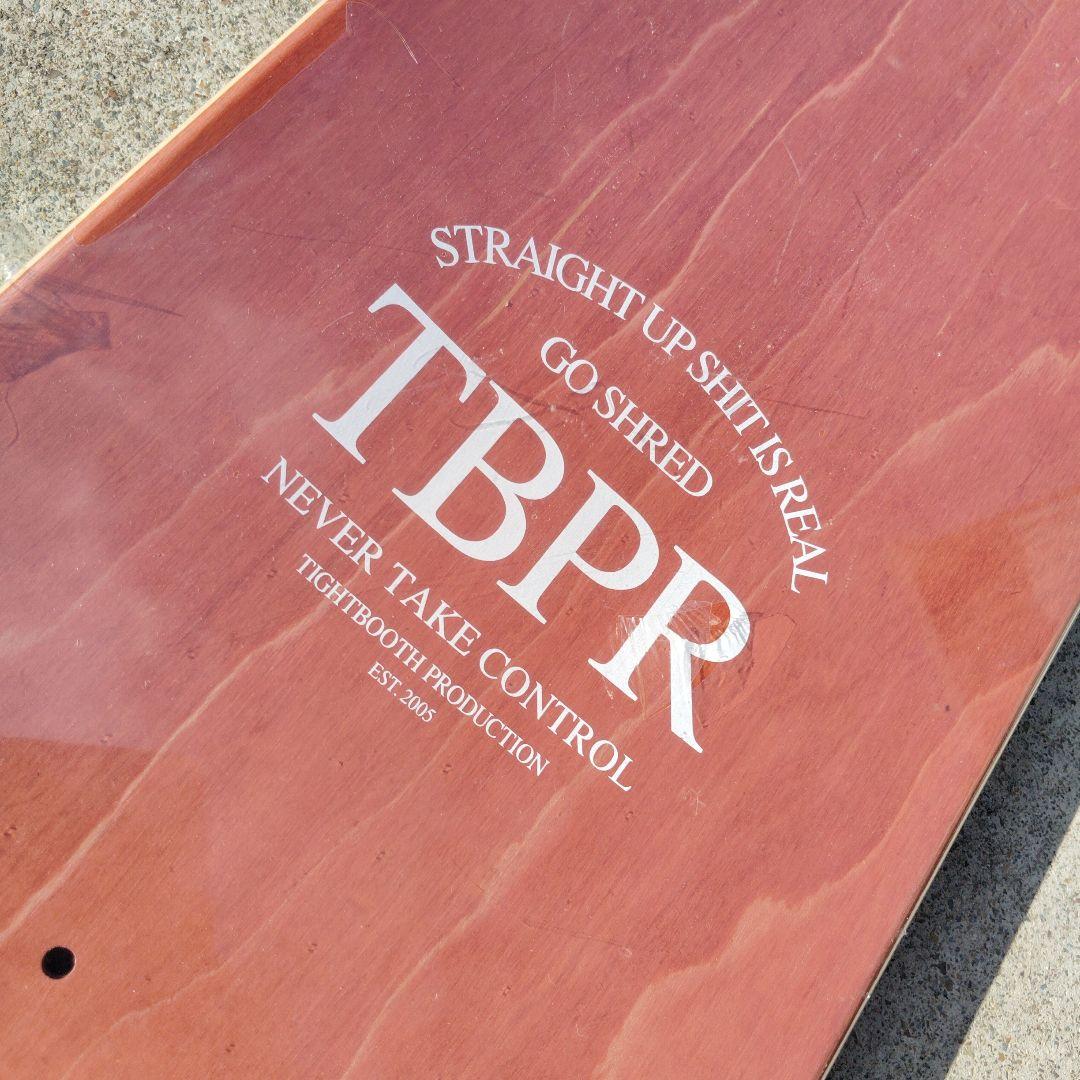 STRAIGHT UP SHIT IS REAL
GO SHRED
TBPR
NEVER TAKE CONTROL
TIGHTBOOTH PRODUCTION
EST. 2005